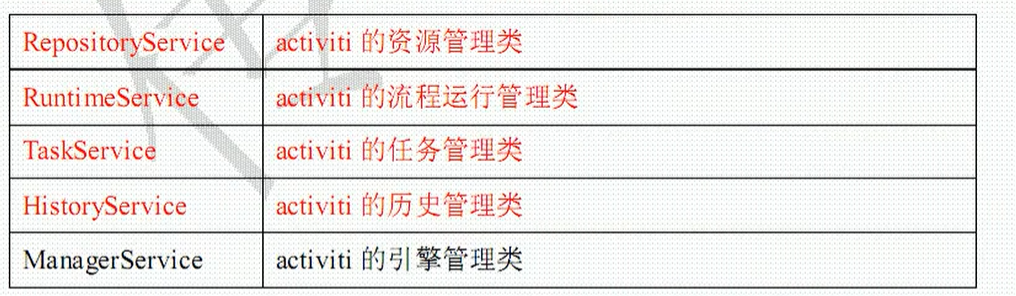 RepositoryService activiti 的资源管理类
RuntimeService activiti 的流程运行管理类
TaskService activiti 的任务管理类
HistoryService activiti 的历史管理类
ManagerService activiti 的引擎管理类